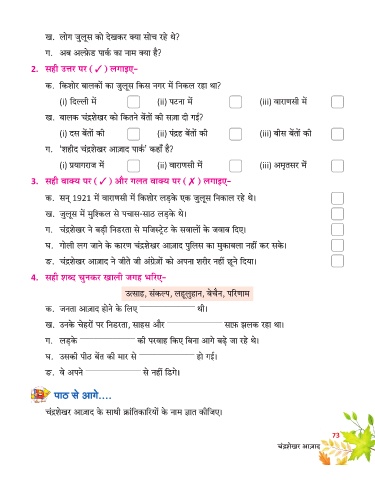 ख. लोग जुलूस को देखकर क्या सोच रहे थे?
ग. अब अल्फ्रेड पार्क का नाम क्या है?
2. सही उत्तर पर ( ✓ ) लगाइए–
क. किशोर बालकों का जुलूस किस नगर में निकल रहा था?
(i) दिल्ली में (ii) पटना में (iii) वाराणसी में
ख. बालक चंद्रशेखर को कितने बेंतों की सज़ा दी गई?
(i) दस बेंतों की (ii) पंद्रह बेंतों की (iii) बीस बेंतों की
ग. 'शहीद चंद्रशेखर आज़ाद पार्क' कहाँ है?
(i) प्रयागराज में (ii) वाराणसी में (iii) अमृतसर में
3. सही वाक्य पर ( ✓ ) और गलत वाक्य पर ( ✗ ) लगाइए–
क. सन् 1921 में वाराणसी में किशोर लड़के एक जुलूस निकाल रहे थे।
ख. जुलूस में मुश्किल से पचास-साठ लड़के थे।
ग. चंद्रशेखर ने बड़ी निडरता से मजिस्ट्रेट के सवालों के जवाब दिए।
घ. गोली लग जाने के कारण चंद्रशेखर आज़ाद पुलिस का मुकाबला नहीं कर सके।
ङ. चंद्रशेखर आज़ाद ने जीते जी अंग्रेज़ों को अपना शरीर नहीं छूने दिया।
4. सही शब्द चुनकर खाली जगह भरिए–
उत्साह, संकल्प, लहूलुहान, बेचैन, परिणाम
क. जनता आज़ाद होने के लिए ____________ थी।
ख. उनके चेहरों पर निडरता, साहस और ____________ साफ़ झलक रहा था।
ग. लड़के ____________ की परवाह किए बिना आगे बढ़े जा रहे थे।
घ. उसकी पीठ बेंत की मार से ____________ हो गई।
ङ. वे अपने ____________ से नहीं डिगे।
पाठ से आगे....
चंद्रशेखर आज़ाद के साथी क्रांतिकारियों के नाम ज्ञात कीजिए।
73
चंद्रशेखर आज़ाद